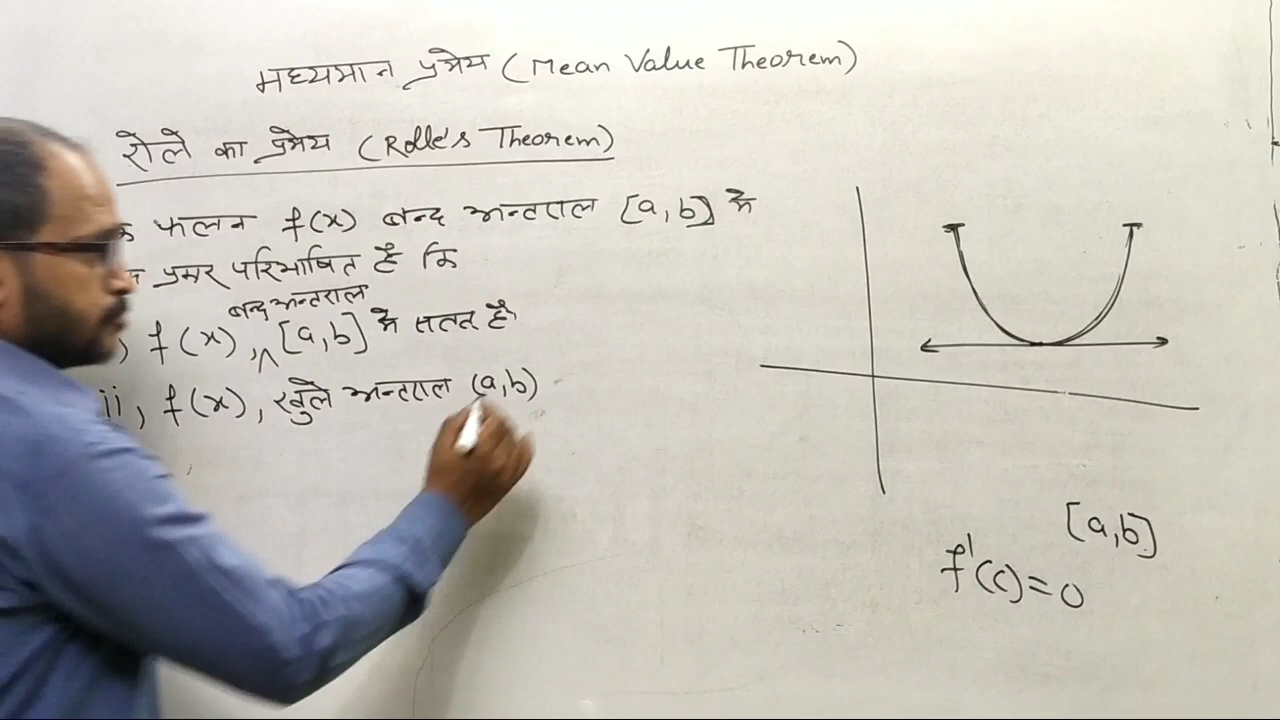 मध्यमान प्रमेय (Mean Value Theorem)
रोले का प्रमेय (Rolle's Theorem)
फलन f(x) बन्द अन्तराल [a, b] में
परिभाषित है कि
बन्द अन्तराल
f(x), ^ [a, b] में सतत है
ii, f(x), खुले अन्तराल (a, b)
[a, b]
f'(c) = 0